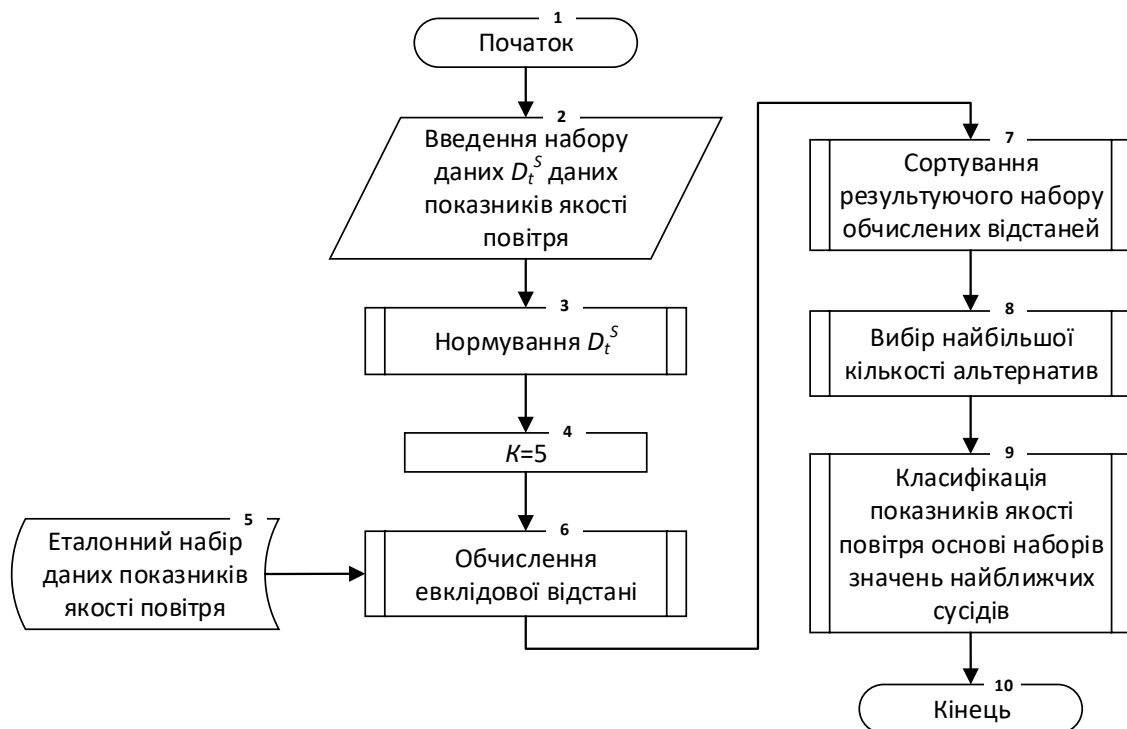 1
Початок
2
Введення набору
даних D_t^S даних
показників якості
повітря
3
Нормування D_t^S
4
К=5
5
Еталонний набір
даних показників
якості повітря
6
Обчислення
евклідової відстані
7
Сортування
результуючого набору
обчислених відстаней
8
Вибір найбільшої
кількості альтернатив
9
Класифікація
показників якості
повітря основі наборів
значень найближчих
сусідів
10
Кінець